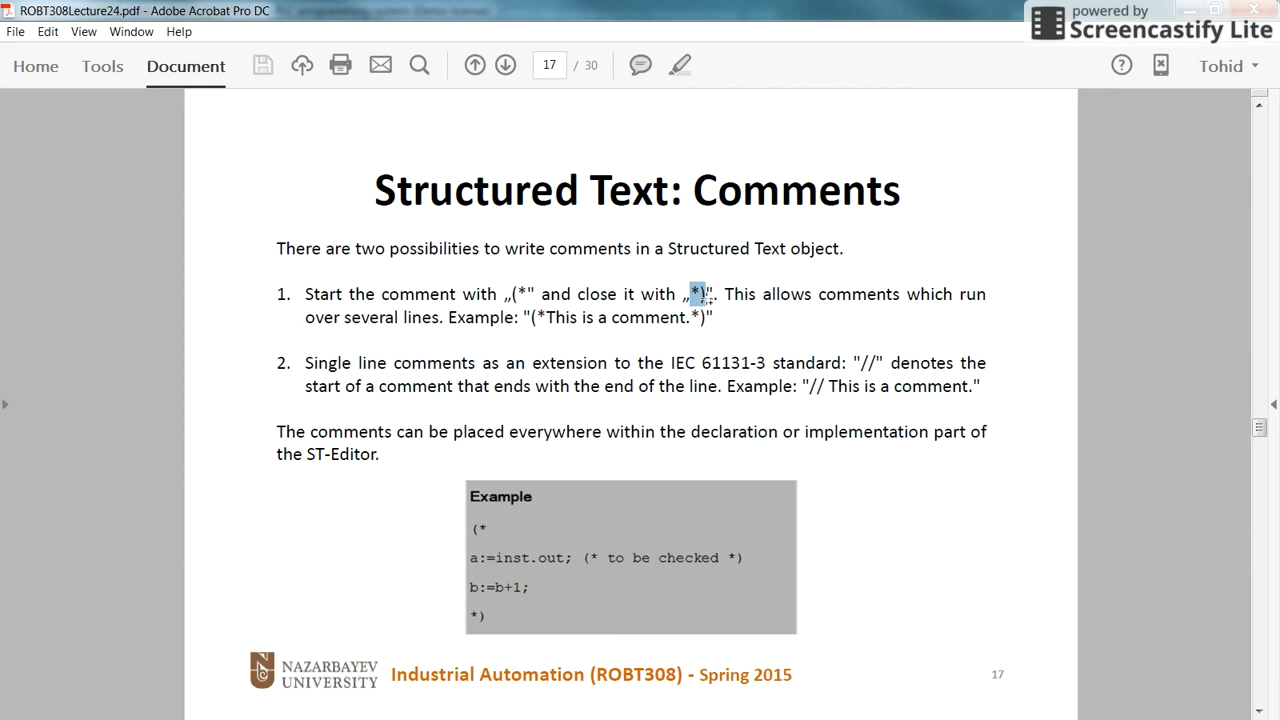 ROBT308Lecture24.pdf - Adobe Acrobat Pro DC
powered by
Screencastify Lite
File Edit View Window Help
Home Tools Document 17 / 30 Tohid
Structured Text: Comments
There are two possibilities to write comments in a Structured Text object.
1. Start the comment with „(*" and close it with „*)". This allows comments which run
over several lines. Example: "(*This is a comment.*)"
2. Single line comments as an extension to the IEC 61131-3 standard: "//" denotes the
start of a comment that ends with the end of the line. Example: "// This is a comment."
The comments can be placed everywhere within the declaration or implementation part of
the ST-Editor.
Example
(*
a:=inst.out; (* to be checked *)
b:=b+1;
*)
NAZARBAYEV
UNIVERSITY
Industrial Automation (ROBT308) - Spring 2015
17